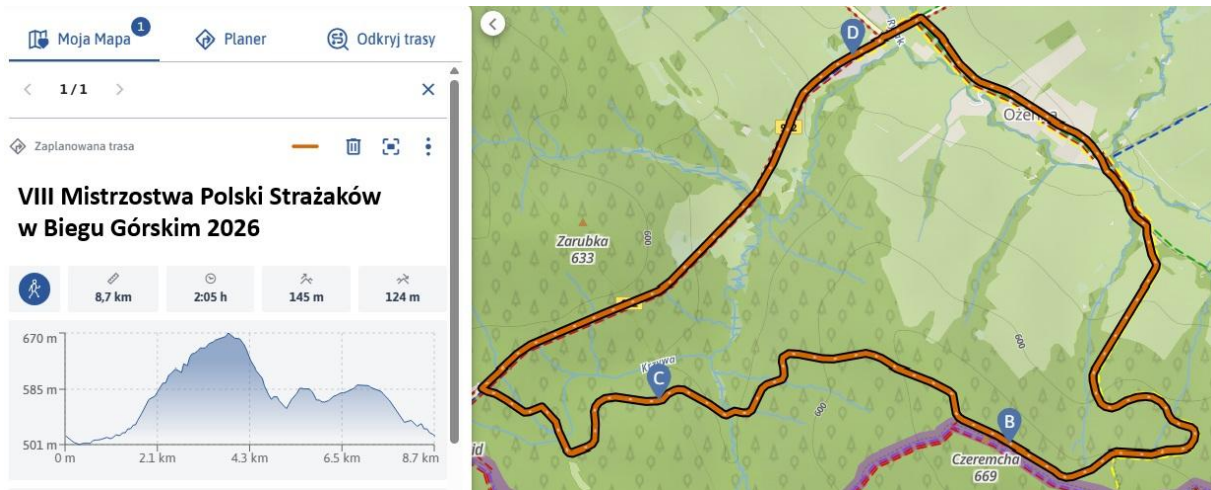 Moja Mapa 1
Planer
Odkryj trasy
1/1
Zaplanowana trasa
VIII Mistrzostwa Polski Strażaków
w Biegu Górskim 2026
8,7 km
2:05 h
145 m
124 m
670 m
585 m
501 m
0 m
2.1 km
4.3 km
6.5 km
8.7 km
D
Zarubka
633
600
C
600
600
B
Czeremcha
669